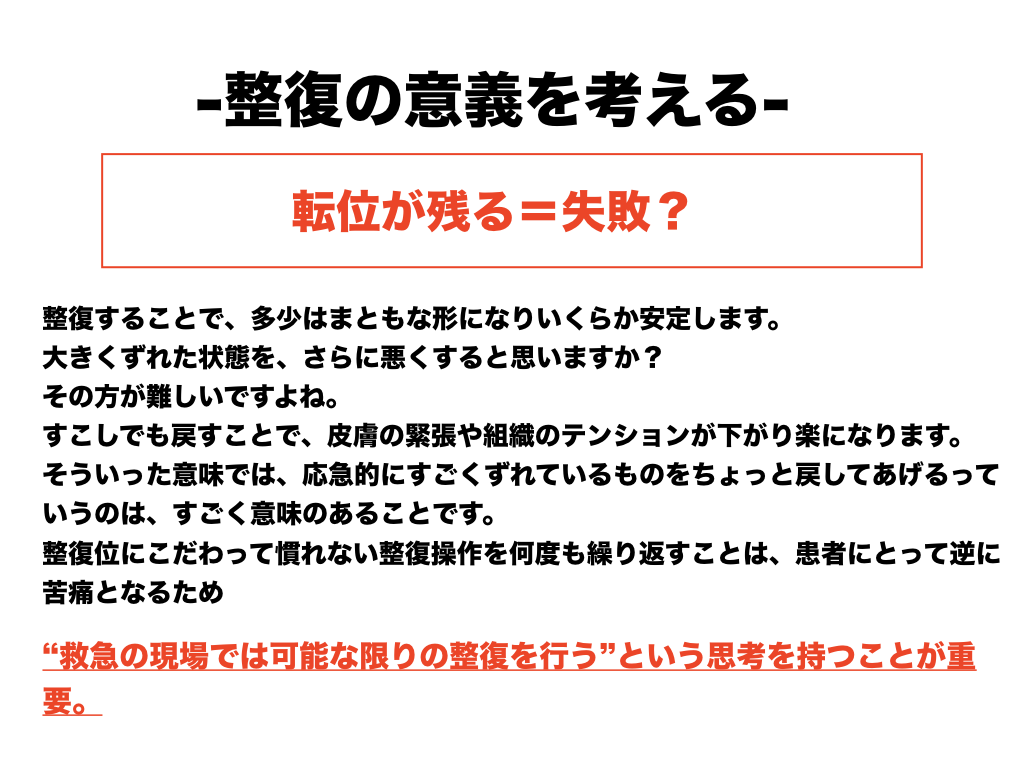 -整復の意義を考える-
転位が残る＝失敗？
整復することで、多少はまともな形になりいくらか安定します。
大きくずれた状態を、さらに悪くすると思いますか？
その方が難しいですよね。
すこしでも戻すことで、皮膚の緊張や組織のテンションが下がり楽になります。
そういった意味では、応急的にすごくずれているものをちょっと戻してあげるって
いうのは、すごく意味のあることです。
整復位にこだわって慣れない整復操作を何度も繰り返すことは、患者にとって逆に
苦痛となるため
“救急の現場では可能な限りの整復を行う”という思考を持つことが重
要。